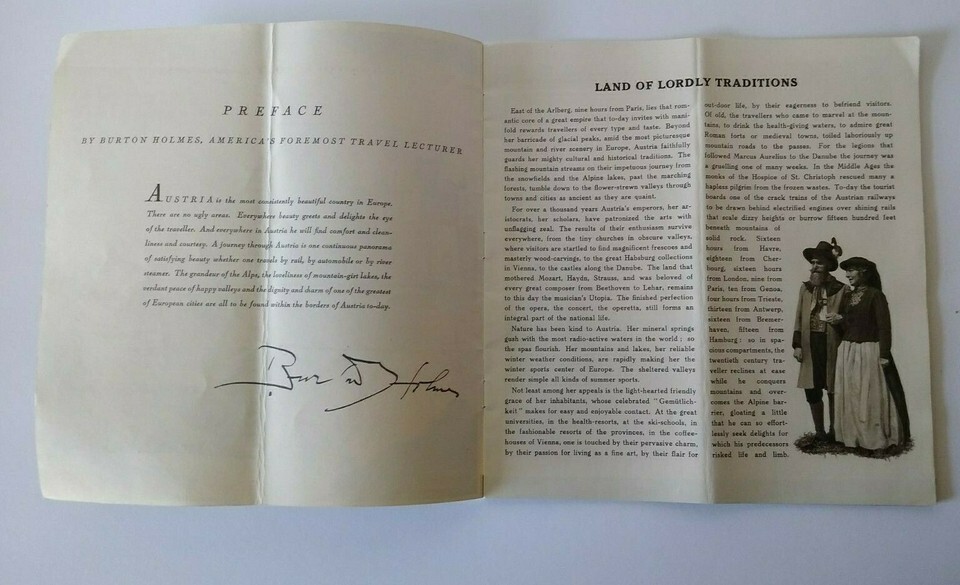 PREFACE
BY BURTON HOLMES, AMERICA'S FOREMOST TRAVEL LECTURER
AUSTRIA is the most consistently beautiful country in Europe.
There are no ugly areas. Everywhere beauty greets and delights the eye
of the traveller. And everywhere in Austria he will find comfort and clean-
liness and courtesy. A journey through Austria is one continuous panorama
of satisfying beauty whether one travels by rail, by automobile or by river
steamer. The grandeur of the Alps, the loveliness of mountain-girt lakes, the
verdant peace of happy valleys and the dignity and charm of one of the greatest
of European cities are all to be found within the borders of Austria to-day.
Burton Holmes
LAND OF LORDLY TRADITIONS
East of the Arlberg, nine hours from Paris, lies that rom-
antic core of a great empire that to-day invites with mani-
fold rewards travellers of every type and taste. Beyond
her barricade of glacial peaks, amid the most picturesque
mountain and river scenery in Europe, Austria faithfully
guards her mighty cultural and historical traditions. The
flashing mountain streams on their impetuous journey from
the snowfields and the Alpine lakes, past the marching
forests, tumble down to the flower-strewn valleys through
towns and cities as ancient as they are quaint.
For over a thousand years Austria's emperors, her ar-
istocrats, her scholars, have patronized the arts with
unflagging zeal. The results of their enthusiasm survive
everywhere, from the tiny churches in obscure valleys,
where visitors are startled to find magnificent frescoes and
masterly wood-carvings, to the great Habsburg collections
in Vienna, to the castles along the Danube. The land that
mothered Mozart, Haydn, Strauss, and was beloved of
every great composer from Beethoven to Lehar, remains
to this day the musician's Utopia. The finished perfection
of the opera, the concert, the operetta, still forms an
integral part of the national life.
Nature has been kind to Austria. Her mineral springs
gush with the most radio-active waters in the world ; so
the spas flourish. Her mountains and lakes, her reliable
winter weather conditions, are rapidly making her the
winter sports center of Europe. The sheltered valleys
render simple all kinds of summer sports.
Not least among her appeals is the light-hearted friendly
grace of her inhabitants, whose celebrated "Gemütlich-
keit" makes for easy and enjoyable contact. At the great
universities, in the health-resorts, at the ski-schools, in
the fashionable resorts of the provinces, in the coffee-
houses of Vienna, one is touched by their pervasive charm,
by their passion for living as a fine art, by their flair for
out-door life, by their eagerness to befriend visitors.
Of old, the travellers who came to marvel at the moun-
tains, to drink the health-giving waters, to admire great
Roman forts or medieval towns, toiled laboriously up
mountain roads to the passes. For the legions that
followed Marcus Aurelius to the Danube the journey was
a gruelling one of many weeks. In the Middle Ages the
monks of the Hospice of St. Christoph rescued many a
hapless pilgrim from the frozen wastes. To-day the tourist
boards one of the crack trains of the Austrian railways
to be drawn behind electrified engines over shining rails
that scale dizzy heights or burrow fifteen hundred feet
beneath mountains of
solid rock. Sixteen
hours from Havre,
eighteen from Cher-
bourg, sixteen hours
from London, nine from
Paris, ten from Genoa,
four hours from Trieste,
thirteen from Antwerp,
sixteen from Bremer-
haven, fifteen from
Hamburg : so in spa-
cious compartments, the
twentieth century tra-
veller reclines at ease
while he conquers
mountains and over-
comes the Alpine bar-
rier, gloating a little
that he can so effort-
lessly seek delights for
which his predecessors
risked life and limb.